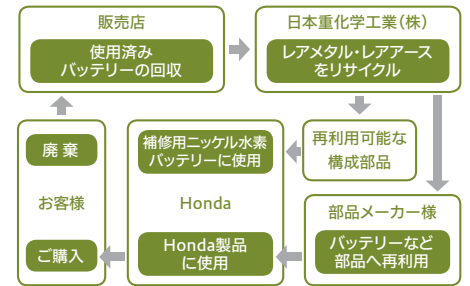 販売店
使用済み
バッテリーの回収
日本重化学工業(株)
レアメタル・レアアース
をリサイクル
再利用可能な
構成部品
部品メーカー様
バッテリーなど
部品へ再利用
補修用ニッケル水素
バッテリーに使用
Honda
Honda製品
に使用
廃棄
お客様
ご購入